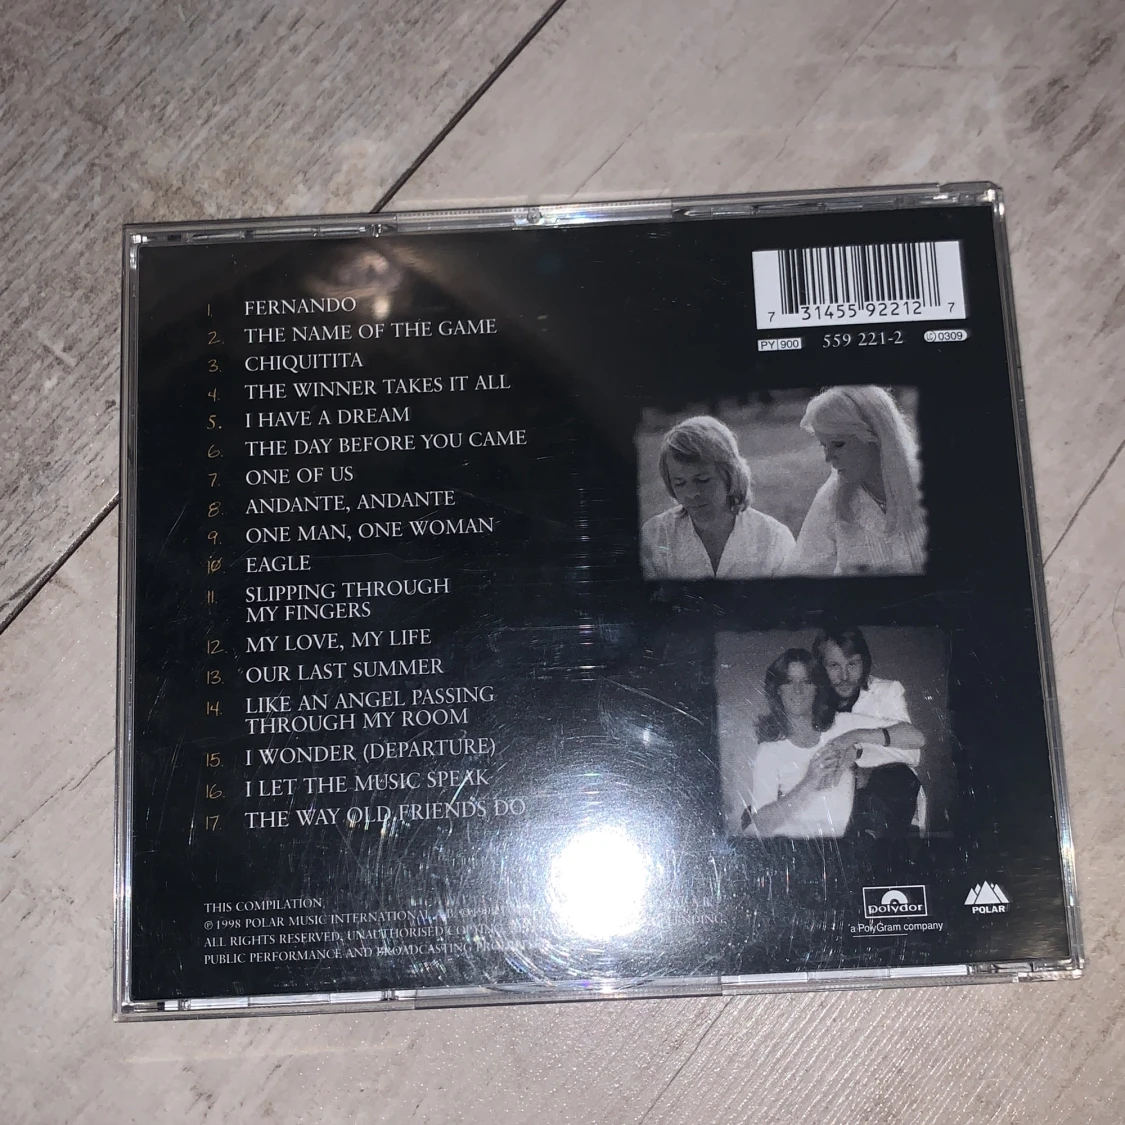 1. FERNANDO
2. THE NAME OF THE GAME
3. CHIQUITITA
4. THE WINNER TAKES IT ALL
5. I HAVE A DREAM
6. THE DAY BEFORE YOU CAME
7. ONE OF US
8. ANDANTE, ANDANTE
9. ONE MAN, ONE WOMAN
10. EAGLE
11. SLIPPING THROUGH
MY FINGERS
12. MY LOVE, MY LIFE
13. OUR LAST SUMMER
14. LIKE AN ANGEL PASSING
THROUGH MY ROOM
15. I WONDER (DEPARTURE)
16. I LET THE MUSIC SPEAK
17. THE WAY OLD FRIENDS DO
7 31455 92212 7
PY 900 559 221-2 LC 0309
THIS COMPILATION
℗ 1998 POLAR MUSIC
ALL RIGHTS RESERVED. UNAUTHORISED
PUBLIC PERFORMANCE AND BROADCASTING
polydor
a PolyGram company
POLAR